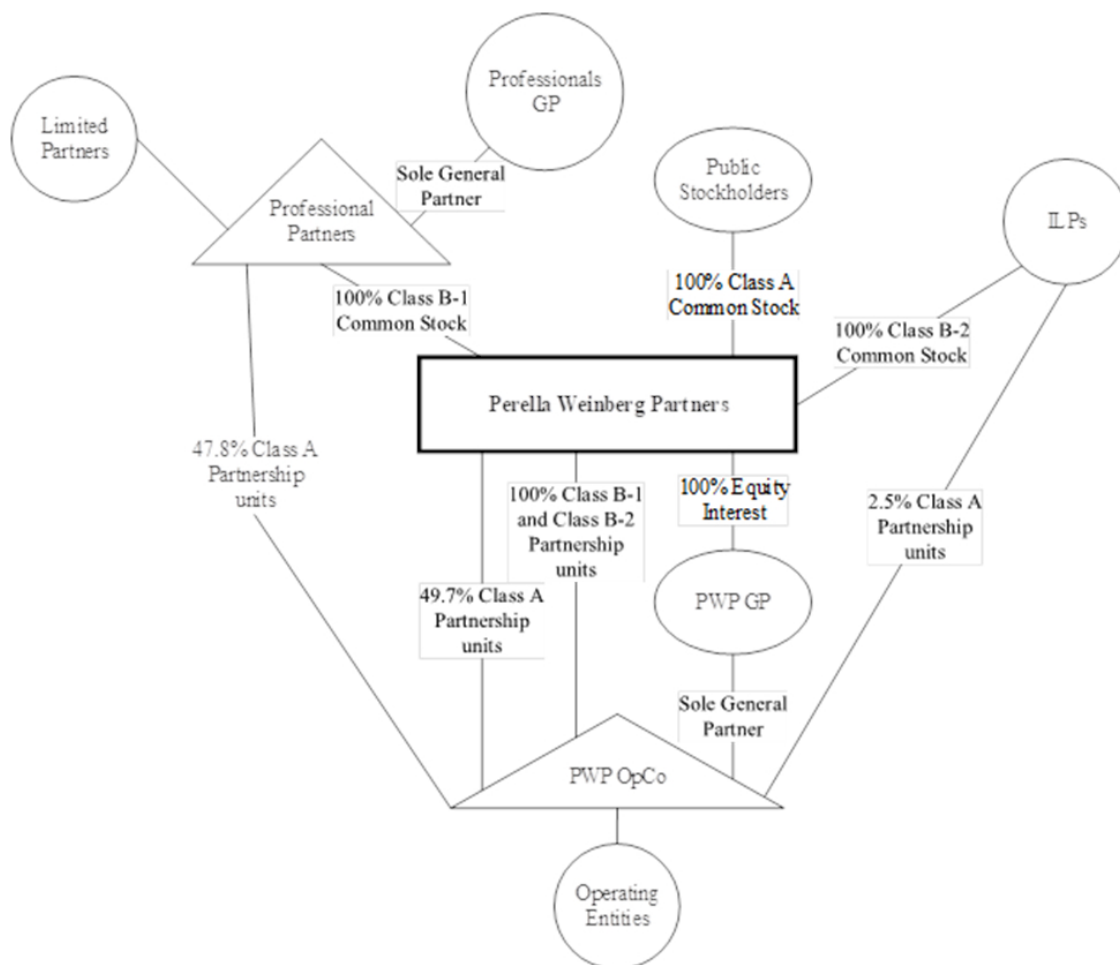 Professionals
GP
Limited
Partners
Sole General
Partner
Public
Stockholders
Professional
Partners
ILPs
100% Class B-1
Common Stock
100% Class A
Common Stock
100% Class B-2
Common Stock
Perella Weinberg Partners
47.8% Class A
Partnership
units
100% Class B-1
and Class B-2
Partnership
units
100% Equity
Interest
2.5% Class A
Partnership
units
49.7% Class A
Partnership
units
PWP GP
Sole General
Partner
PWP OpCo
Operating
Entities